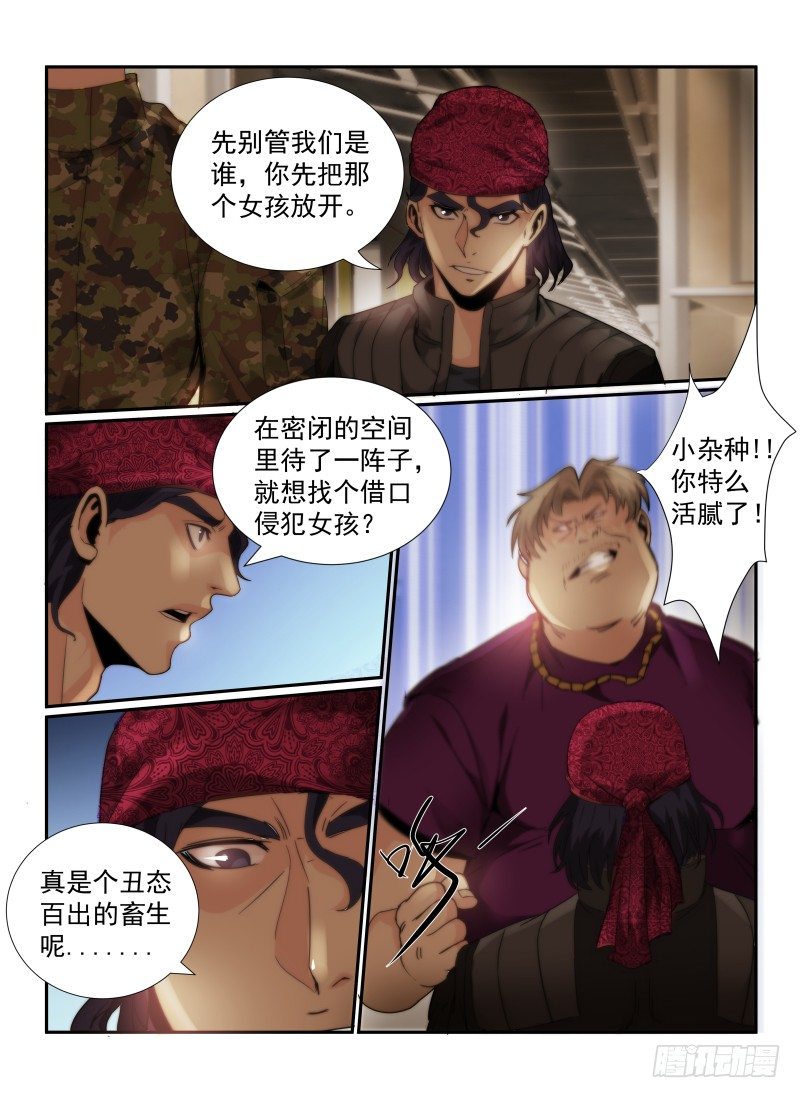 先别管我们是
谁，你先把那
个女孩放开。
在密闭的空间
里待了一阵子，
就想找个借口
侵犯女孩？
小杂种！！
你特么
活腻了！
真是个丑态
百出的畜生
呢.......
腾讯动漫